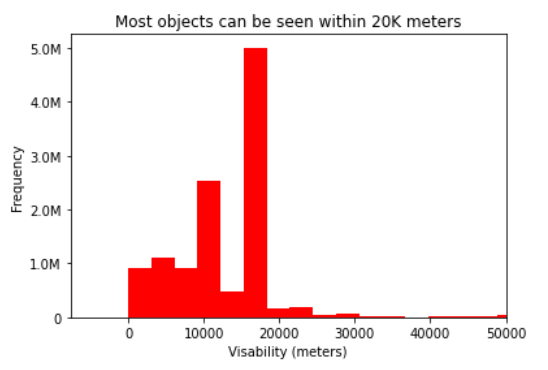 Most objects can be seen within 20K meters
5.0M
4.0M
3.0M
2.0M
1.0M
0
Frequency
0 10000 20000 30000 40000 50000
Visability (meters)